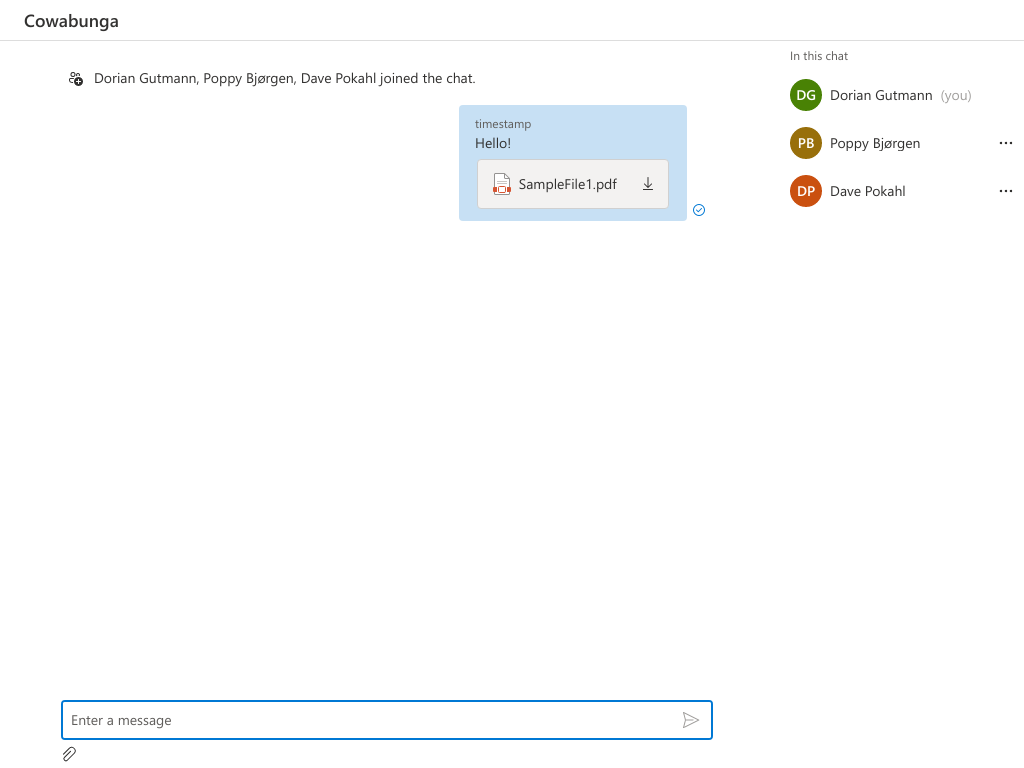 Cowabunga
In this chat
Dorian Gutmann, Poppy Bjørgen, Dave Pokahl joined the chat.
DG Dorian Gutmann (you)
timestamp
Hello!
PB Poppy Bjørgen
SampleFile1.pdf
DP Dave Pokahl
Enter a message